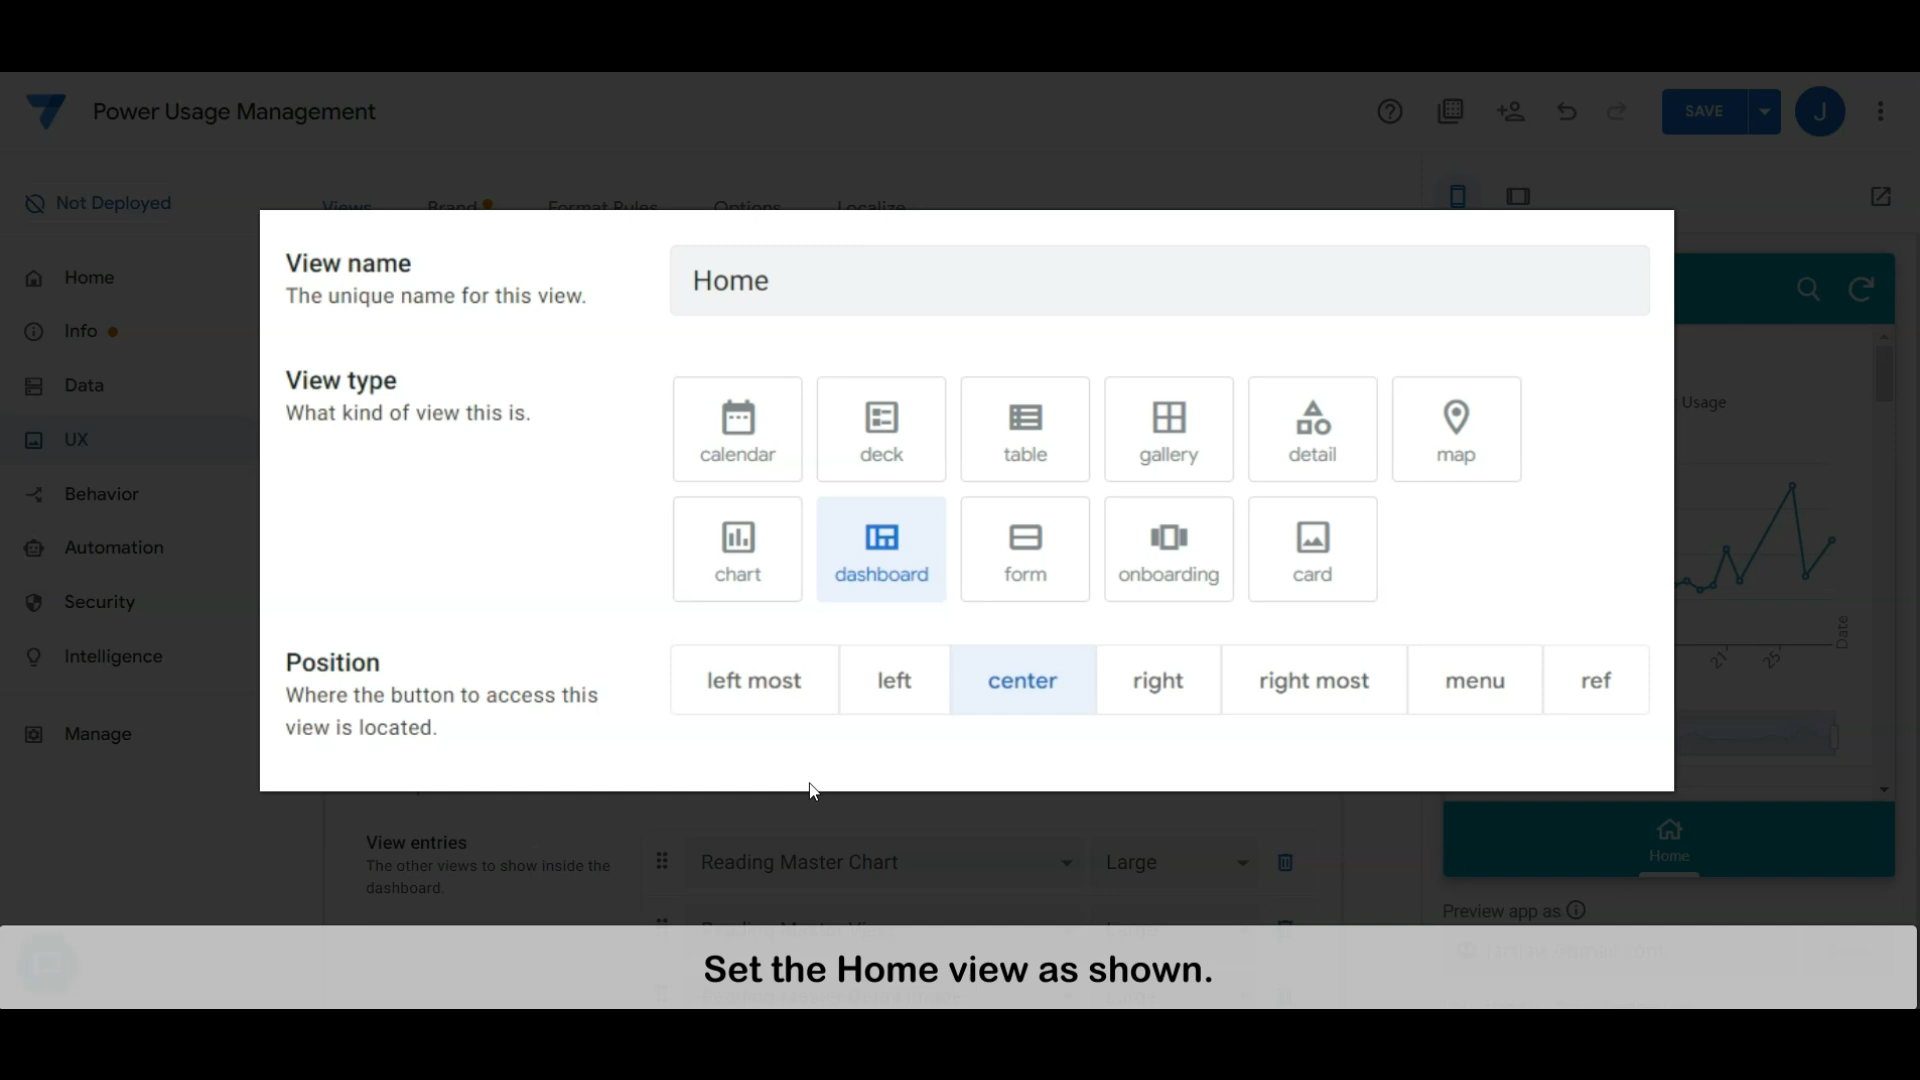 Power Usage Management
SAVE
J
Not Deployed
Views Brand Format Rules Options Localize
Home
Info
Data
UX
Behavior
Automation
Security
Intelligence
Manage
View name
The unique name for this view.
Home
View type
What kind of view this is.
calendar deck table gallery detail map
chart dashboard form onboarding card
Position
Where the button to access this
view is located.
left most left center right right most menu ref
Usage
Date
21 25
View entries
The other views to show inside the
dashboard.
Reading Master Chart Large
Home
Preview app as
Set the Home view as shown.